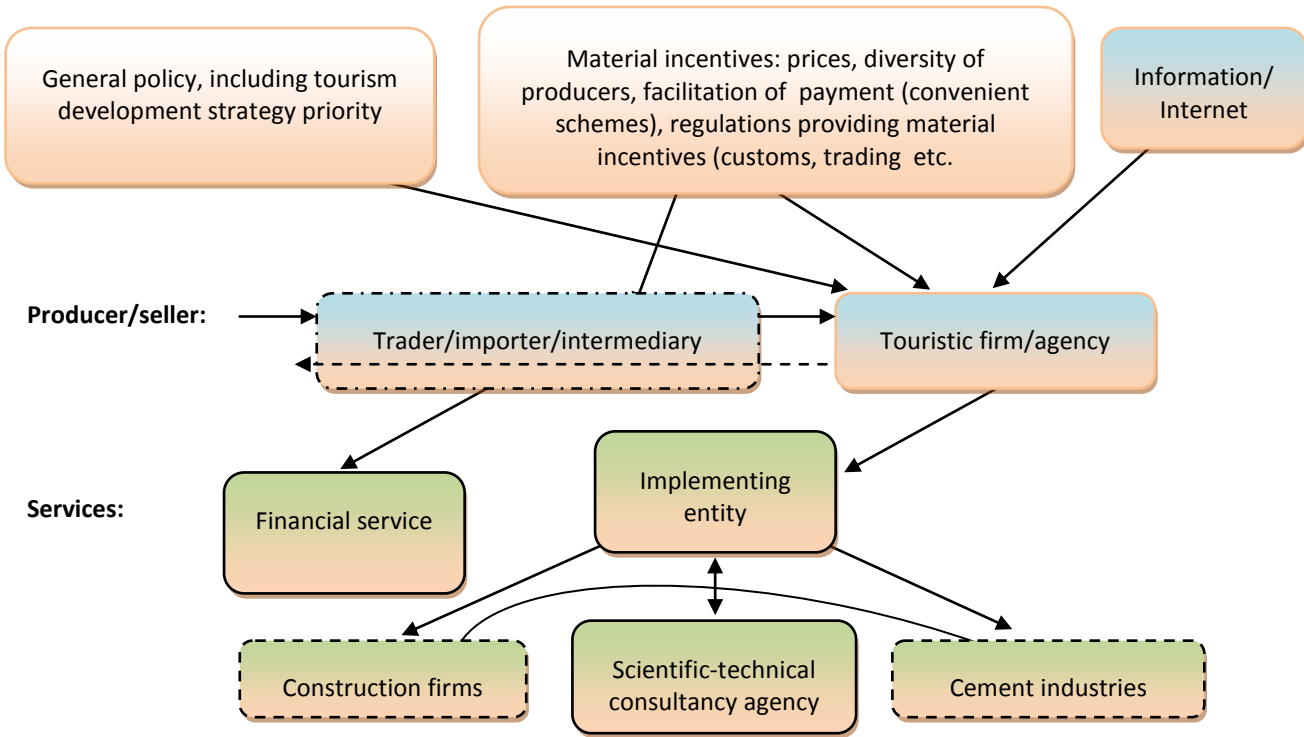 General policy, including tourism
development strategy priority
Material incentives: prices, diversity of
producers, facilitation of  payment (convenient
schemes), regulations providing material
incentives (customs, trading  etc.
Information/
Internet
Producer/seller:
Trader/importer/intermediary
Touristic firm/agency
Services:
Financial service
Implementing
entity
Construction firms
Scientific-technical
consultancy agency
Cement industries